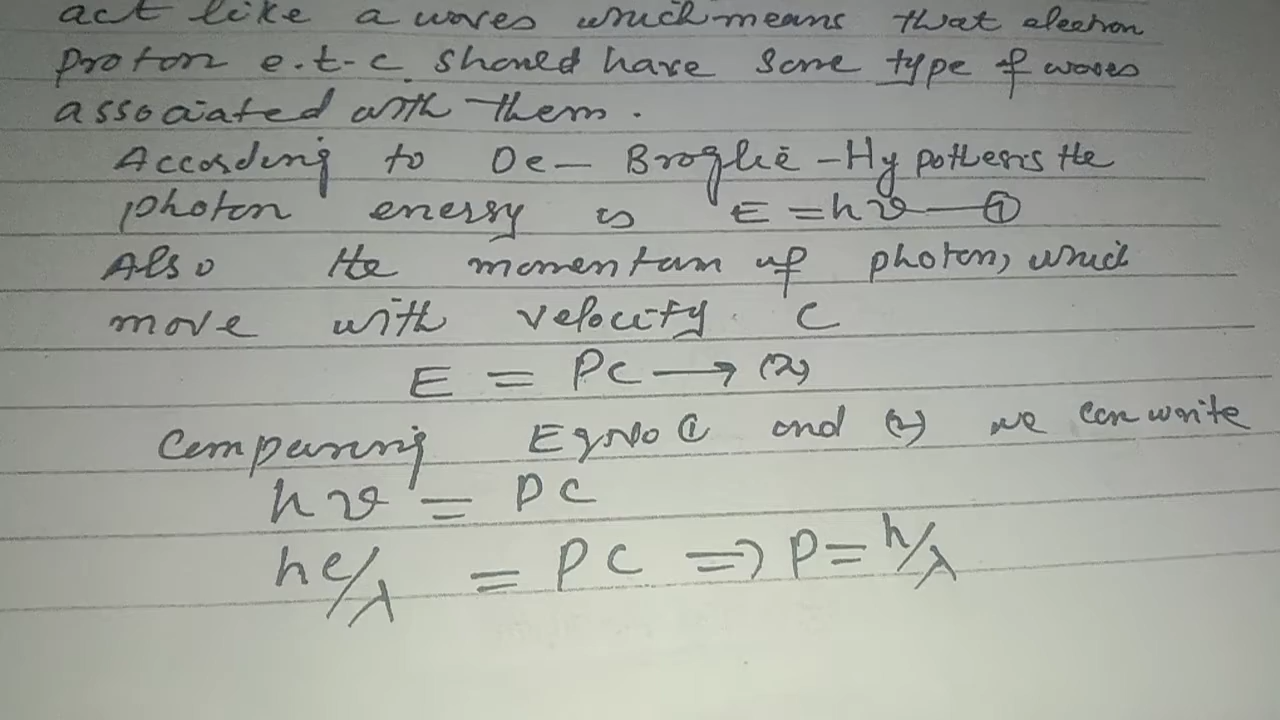 act like a waves which means that electron
proton e.t-c. should have some type of waves
associated with them.
According to De-Broglie-Hypothesis the
photon energy is E = hν — ①
Also the momentum of photon, which
move with velocity. C
E = PC → (2)
Comparing Eq No ① and (2) we can write
hν = PC
hc/λ = PC ⇒ P = h/λ